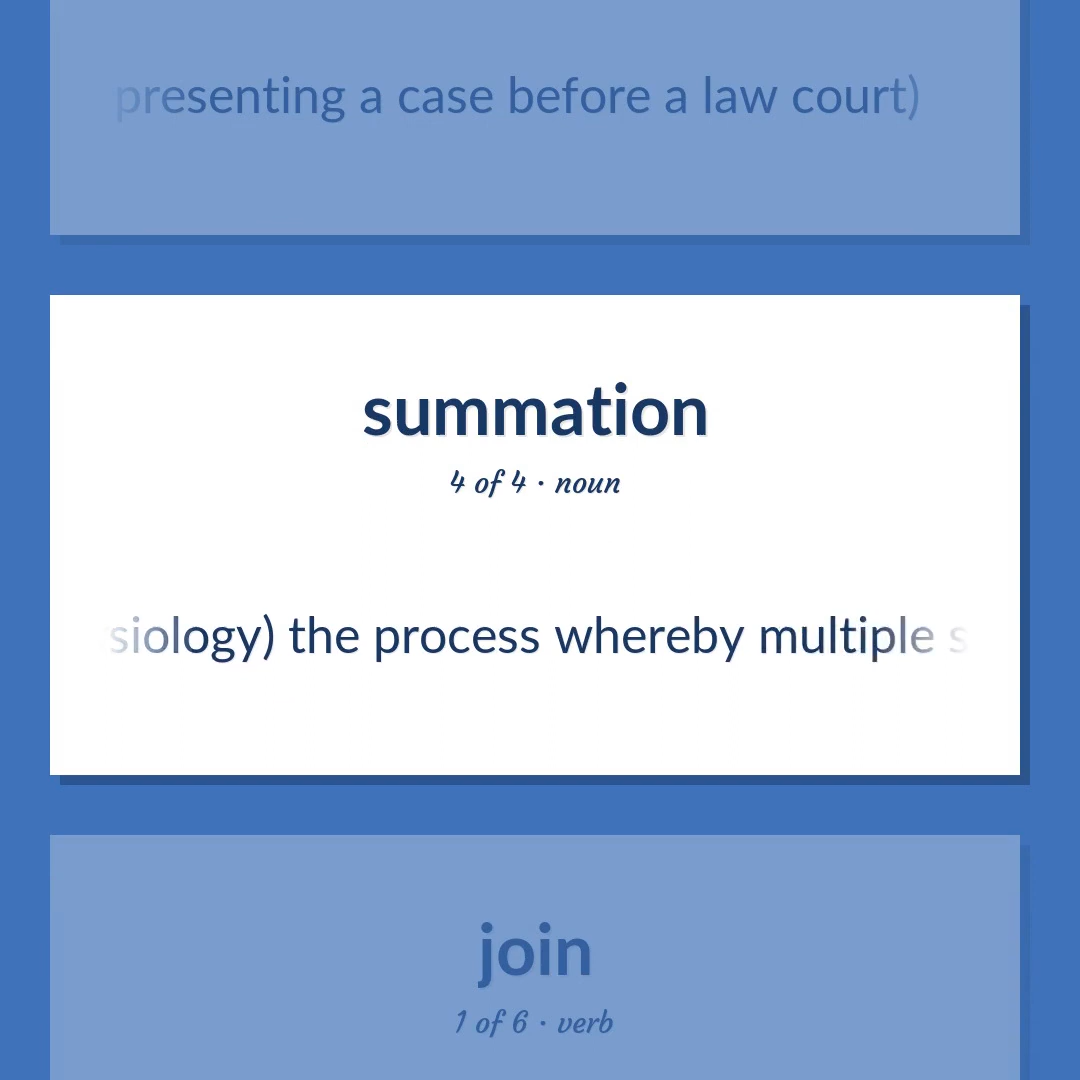 presenting a case before a law court)
summation
4 of 4 · noun
siology) the process whereby multiple s
join
1 of 6 · verb